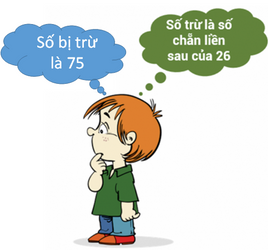 Số bị trừ
là 75
Số trừ là số
chẵn liền
sau của 26